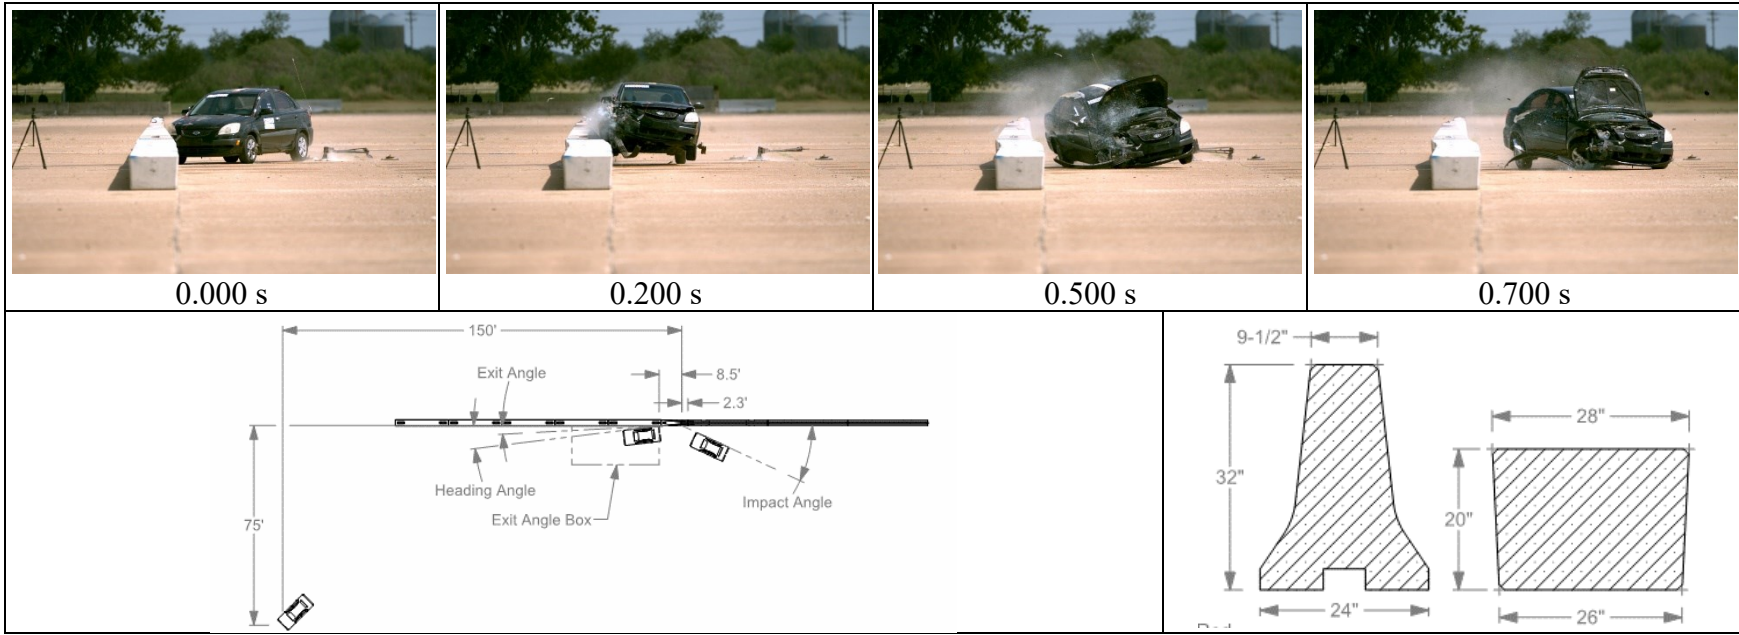 0.000 s
0.200 s
0.500 s
0.700 s
150'
Exit Angle
8.5'
2.3'
Heading Angle
Exit Angle Box
Impact Angle
75'
9-1/2"
32"
24"
28"
20"
26"